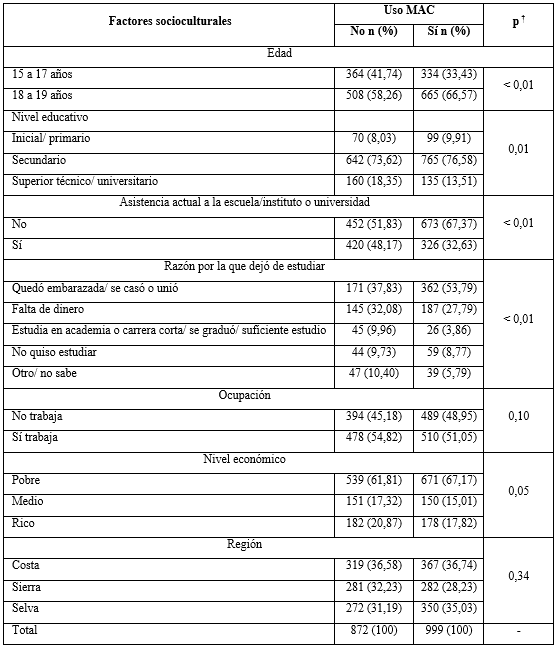 Factores socioculturales Uso MAC p †
No n (%) Sí n (%)
Edad
15 a 17 años 364 (41,74) 334 (33,43) < 0,01
18 a 19 años 508 (58,26) 665 (66,57)
Nivel educativo 0,01
Inicial/ primario 70 (8,03) 99 (9,91)
Secundario 642 (73,62) 765 (76,58)
Superior técnico/ universitario 160 (18,35) 135 (13,51)
Asistencia actual a la escuela/instituto o universidad < 0,01
No 452 (51,83) 673 (67,37)
Sí 420 (48,17) 326 (32,63)
Razón por la que dejó de estudiar < 0,01
Quedó embarazada/ se casó o unió 171 (37,83) 362 (53,79)
Falta de dinero 145 (32,08) 187 (27,79)
Estudia en academia o carrera corta/ se graduó/ suficiente estudio 45 (9,96) 26 (3,86)
No quiso estudiar 44 (9,73) 59 (8,77)
Otro/ no sabe 47 (10,40) 39 (5,79)
Ocupación 0,10
No trabaja 394 (45,18) 489 (48,95)
Sí trabaja 478 (54,82) 510 (51,05)
Nivel económico 0,05
Pobre 539 (61,81) 671 (67,17)
Medio 151 (17,32) 150 (15,01)
Rico 182 (20,87) 178 (17,82)
Región 0,34
Costa 319 (36,58) 367 (36,74)
Sierra 281 (32,23) 282 (28,23)
Selva 272 (31,19) 350 (35,03)
Total 872 (100) 999 (100) -